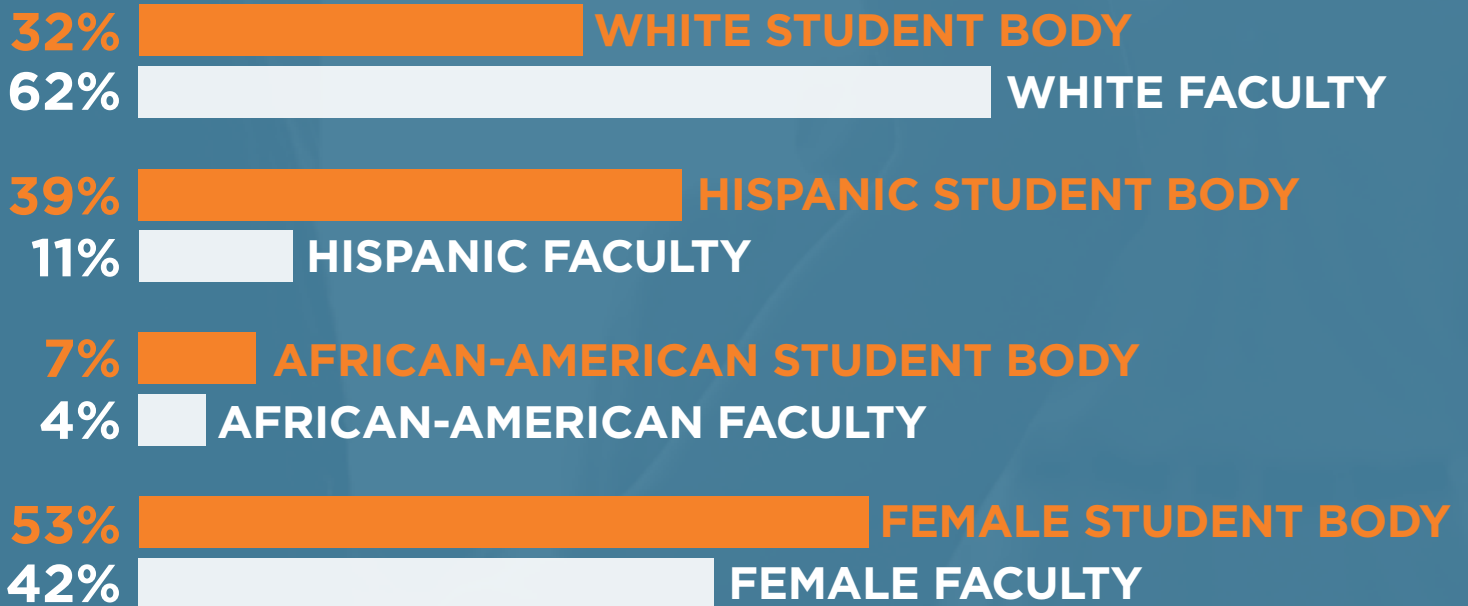 32% WHITE STUDENT BODY
62% WHITE FACULTY
39% HISPANIC STUDENT BODY
11% HISPANIC FACULTY
7% AFRICAN-AMERICAN STUDENT BODY
4% AFRICAN-AMERICAN FACULTY
53% FEMALE STUDENT BODY
42% FEMALE FACULTY